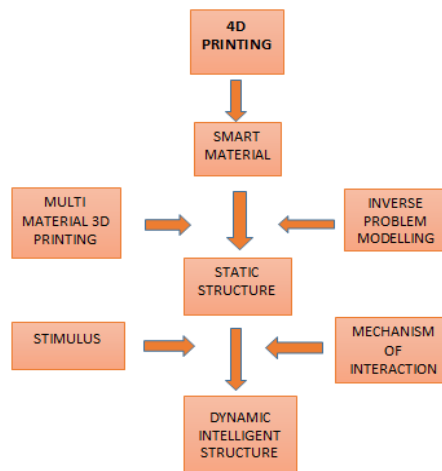 4D
PRINTING
SMART
MATERIAL
MULTI
MATERIAL 3D
PRINTING
INVERSE
PROBLEM
MODELLING
STATIC
STRUCTURE
STIMULUS
MECHANISM
OF
INTERACTION
DYNAMIC
INTELLIGENT
STRUCTURE